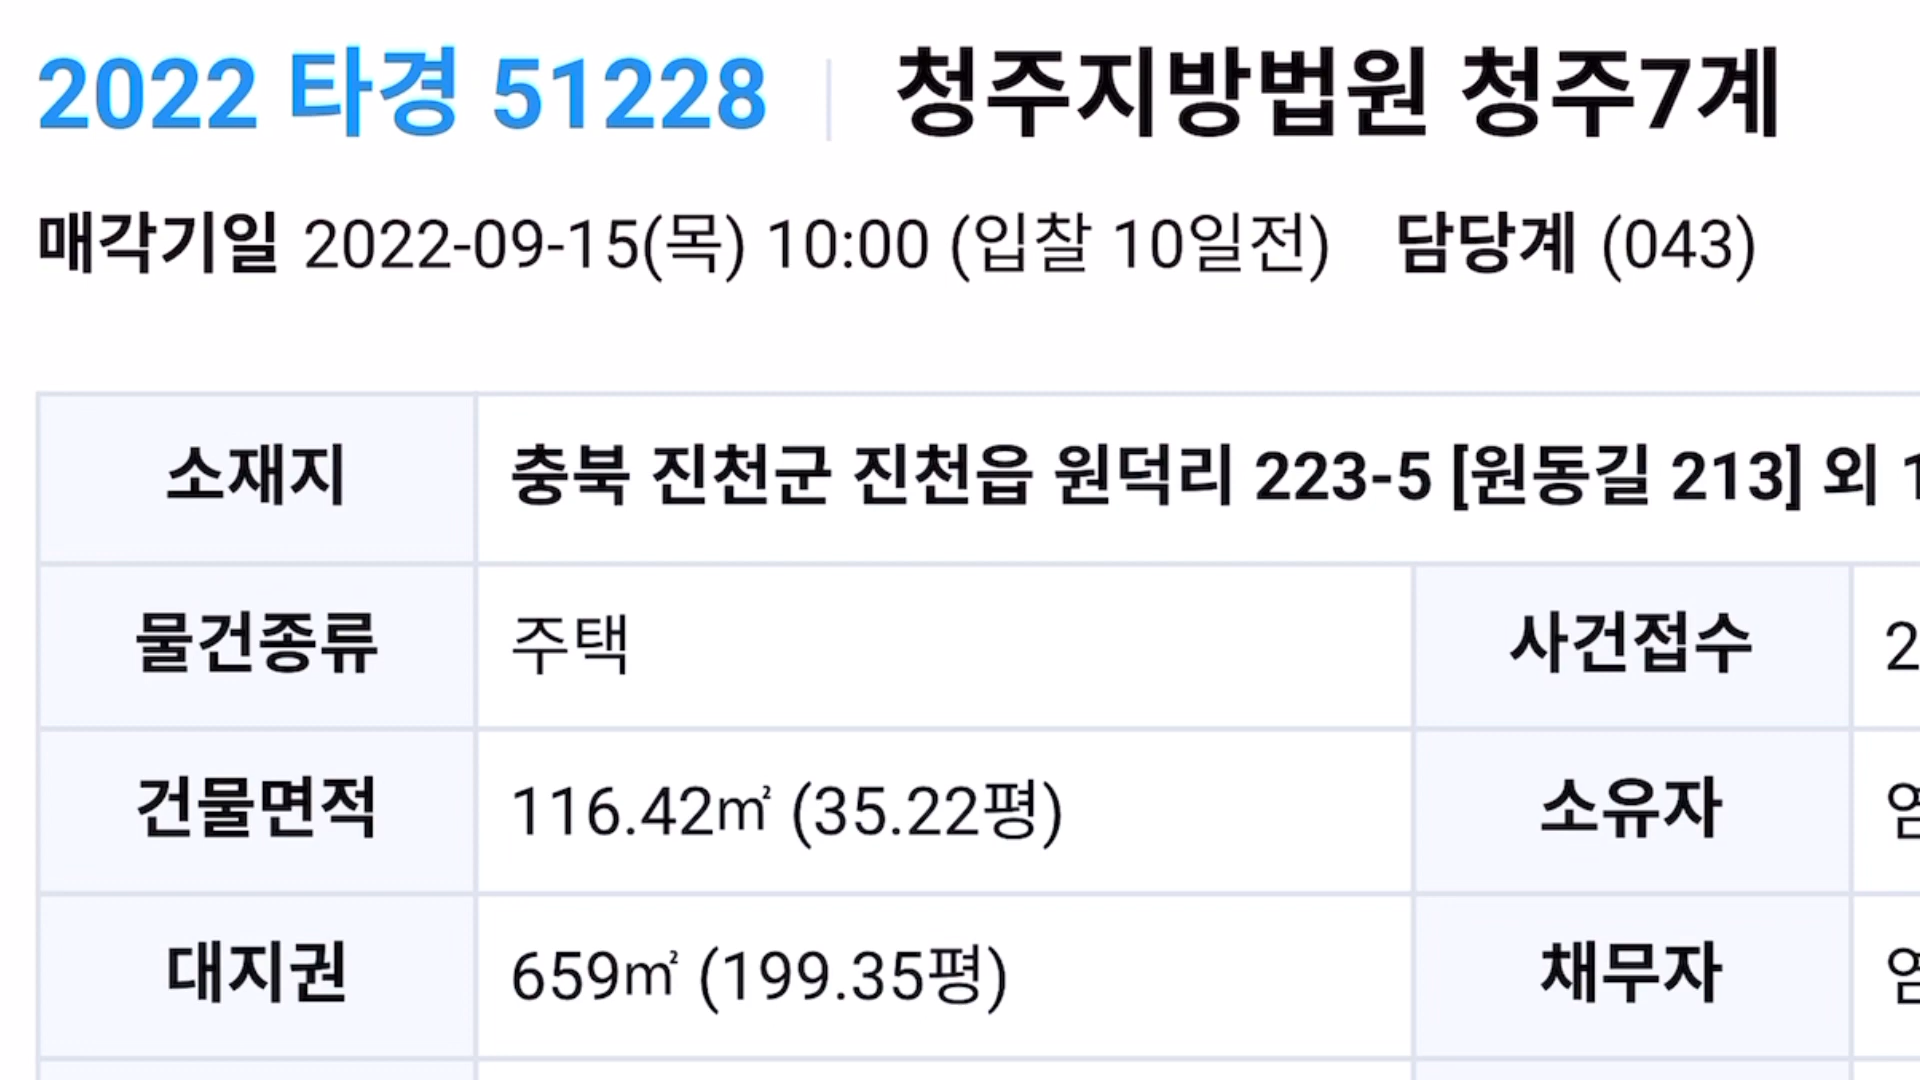 2022 타경 51228 청주지방법원 청주7계
매각기일 2022-09-15(목) 10:00 (입찰 10일전) 담당계 (043)
소재지 충북 진천군 진천읍 원덕리 223-5 [원동길 213] 외
물건종류 주택 사건접수
건물면적 116.42㎡ (35.22평) 소유자
대지권 659㎡ (199.35평) 채무자